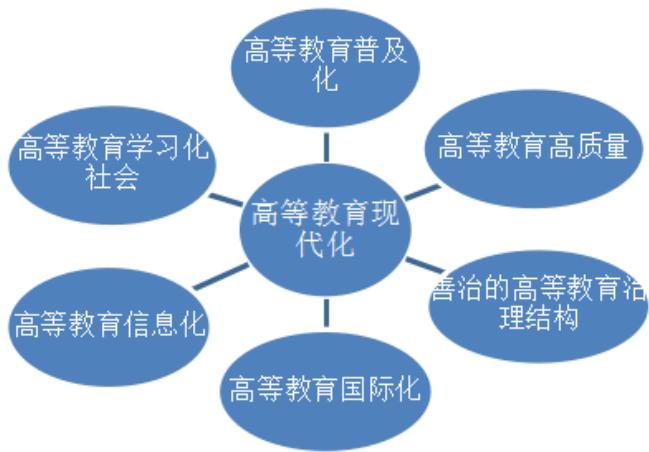 高等教育普及
化
高等教育学习化
社会
高等教育高质量
高等教育现
代化
善治的高等教育治
理结构
高等教育信息化
高等教育国际化